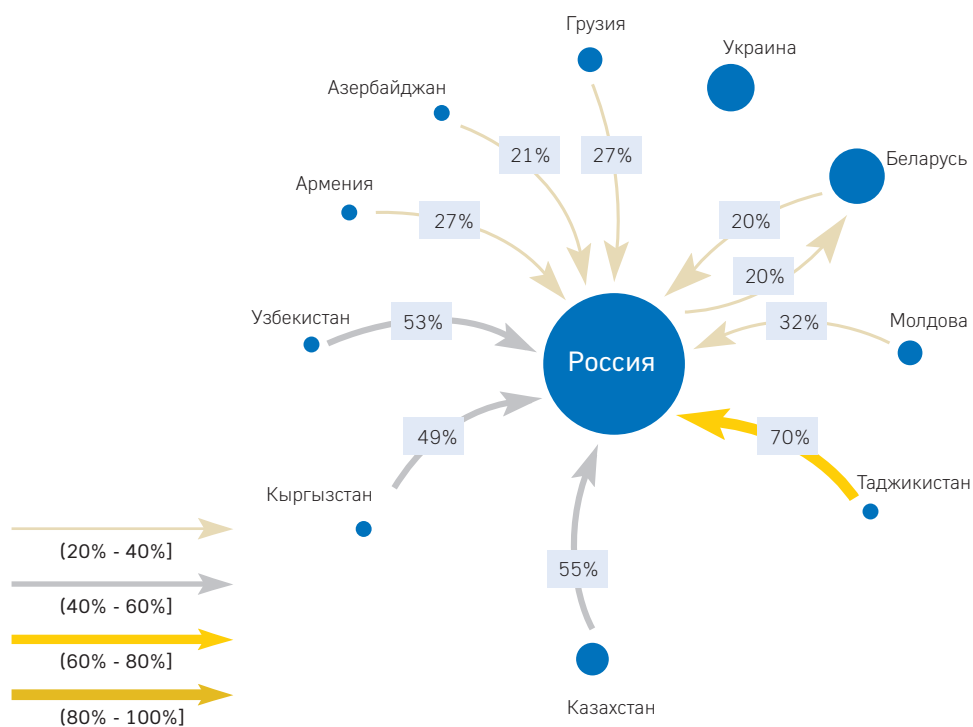 Грузия
Украина
Азербайджан
21%
27%
Беларусь
Армения
27%
20%
20%
Узбекистан
53%
32%
Молдова
Россия
49%
70%
Кыргызстан
Таджикистан
(20% - 40%]
55%
(40% - 60%]
(60% - 80%]
Казахстан
(80% - 100%]